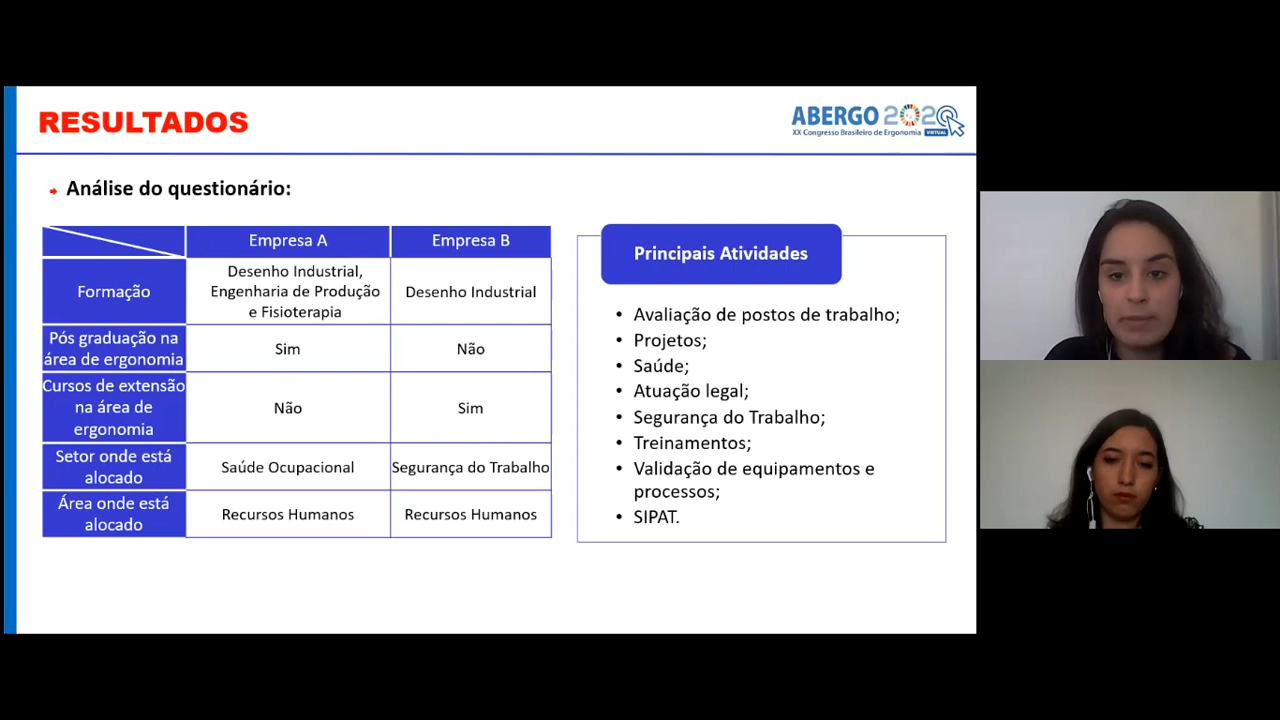 RESULTADOS
ABERGO 2020
XX Congresso Brasileiro de Ergonomia VIRTUAL
Análise do questionário:
Empresa A
Empresa B
Formação
Desenho Industrial,
Engenharia de Produção
e Fisioterapia
Desenho Industrial
Pós graduação na
área de ergonomia
Sim
Não
Cursos de extensão
na área de
ergonomia
Não
Sim
Setor onde está
alocado
Saúde Ocupacional
Segurança do Trabalho
Área onde está
alocado
Recursos Humanos
Recursos Humanos
Principais Atividades
• Avaliação de postos de trabalho;
• Projetos;
• Saúde;
• Atuação legal;
• Segurança do Trabalho;
• Treinamentos;
• Validação de equipamentos e
processos;
• SIPAT.